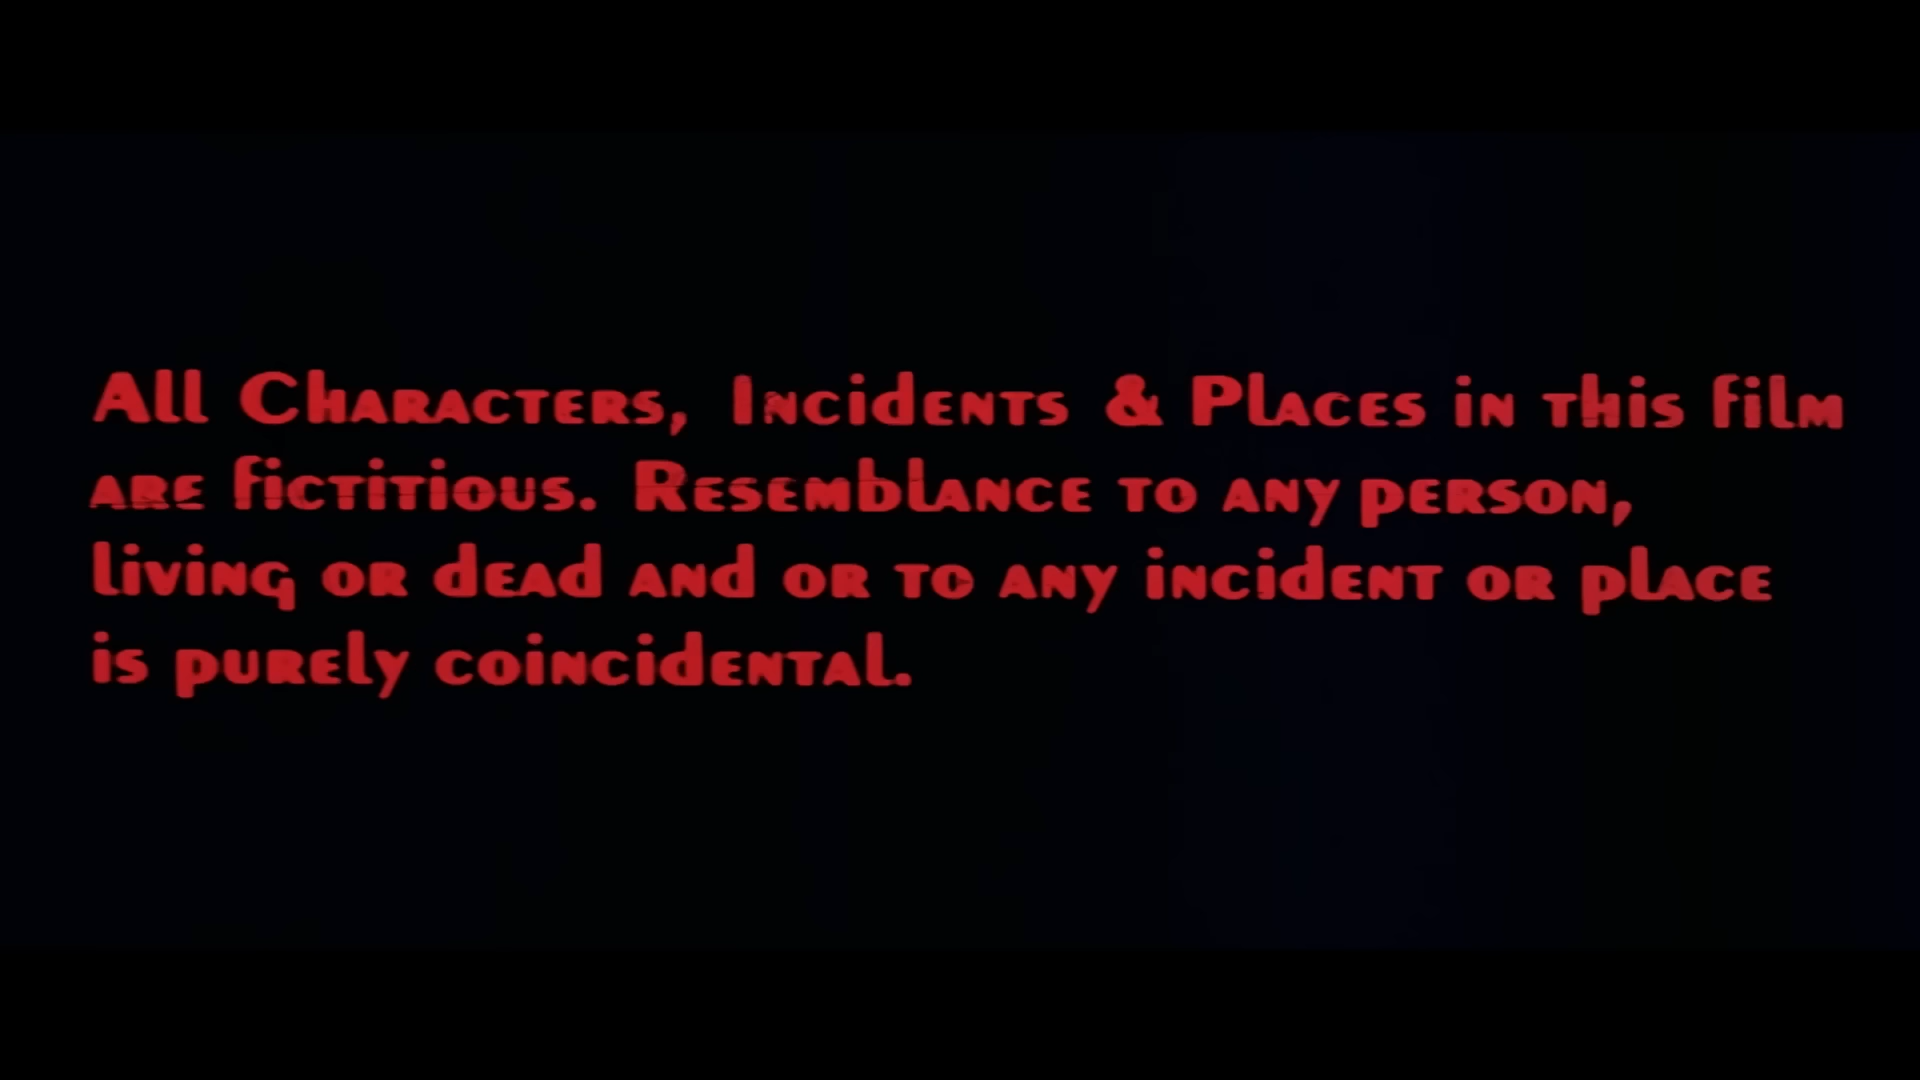 All Characters, Incidents & Places in this film
are fictitious. Resemblance to any person,
living or dead and or to any incident or place
is purely coincidental.